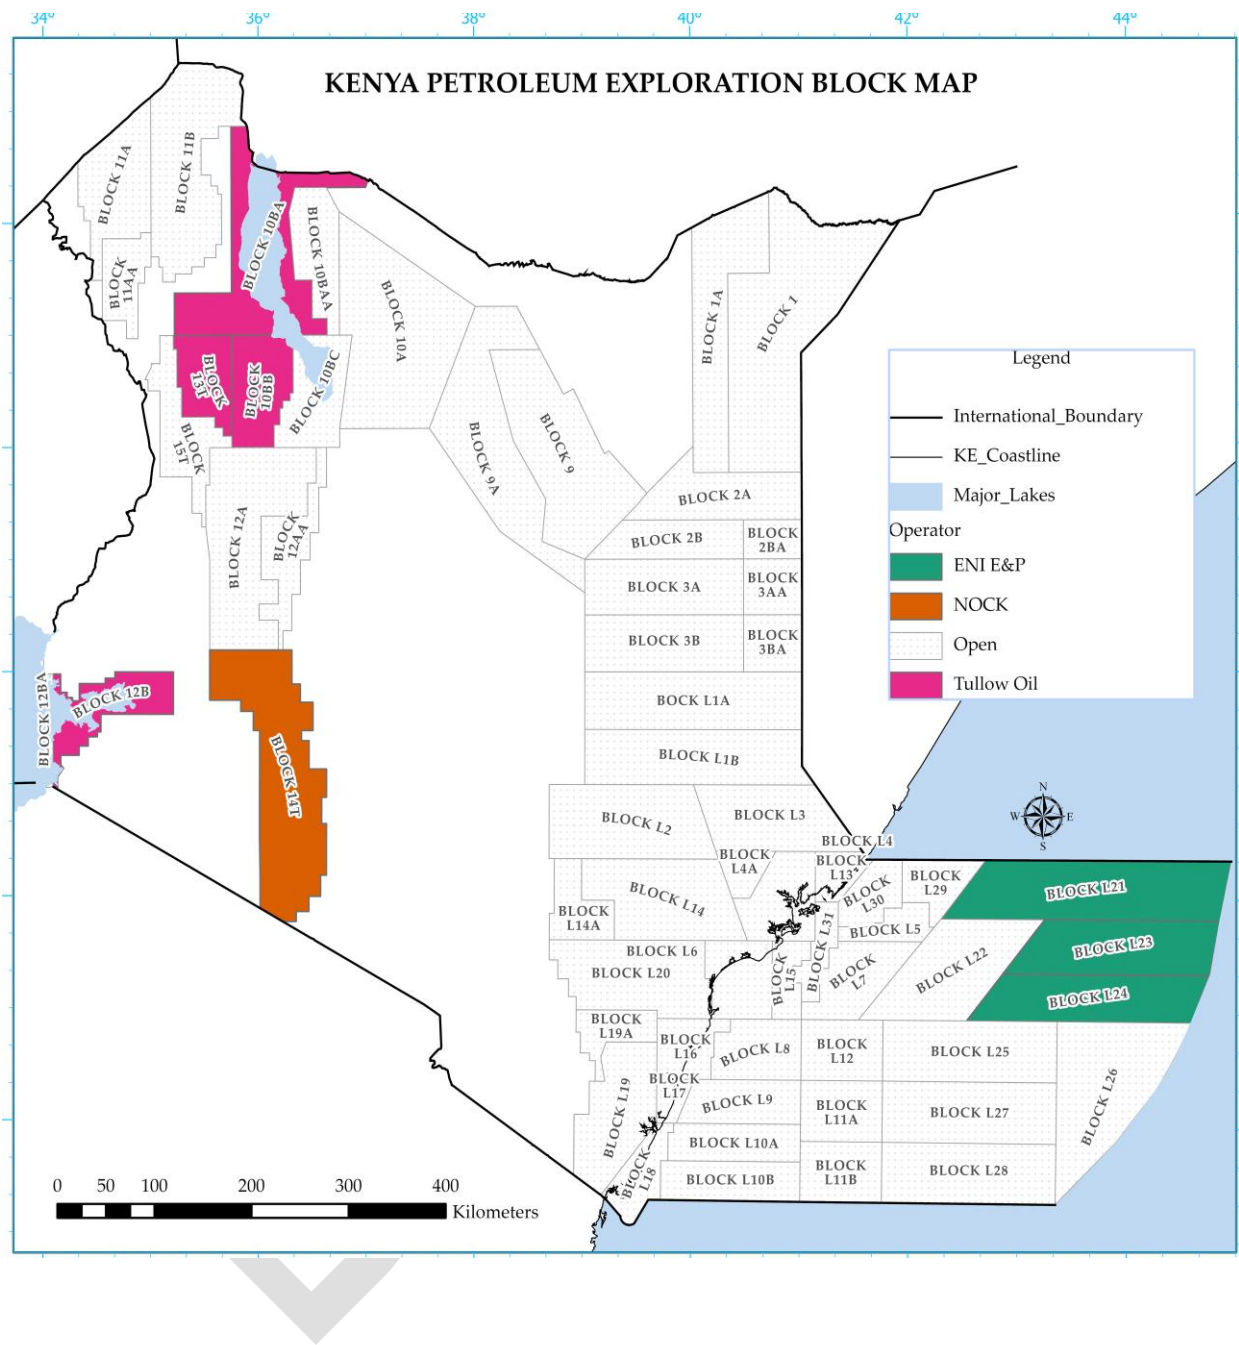 34°
36°
38°
40°
42°
44°
KENYA PETROLEUM EXPLORATION BLOCK MAP
BLOCK 11A
BLOCK 11B
BLOCK
11AA
BLOCK 10BA
BLOCK 10BAA
BLOCK 10A
BLOCK 1A
BLOCK 1
BLOCK
13T
BLOCK
10BB
BLOCK 10BC
BLOCK
15T
BLOCK 9A
BLOCK 9
BLOCK 12A
BLOCK
12AA
BLOCK 2A
BLOCK 2B
BLOCK
2BA
BLOCK 3A
BLOCK
3AA
BLOCK 3B
BLOCK
3BA
BOCK L1A
BLOCK L1B
Legend
International_Boundary
KE_Coastline
Major_Lakes
Operator
ENI E&P
NOCK
Open
Tullow Oil
BLOCK 12BA
BLOCK 12B
BLOCK 14T
N
W
E
S
BLOCK L2
BLOCK L3
BLOCK L4
BLOCK
L4A
BLOCK
L13
BLOCK
L30
BLOCK
L29
BLOCK L21
BLOCK L14
BLOCK
L14A
BLOCK L31
BLOCK L5
BLOCK L6
BLOCK L20
BLOCK
L15
BLOCK
L7
BLOCK L22
BLOCK L23
BLOCK L24
BLOCK
L19A
BLOCK
L16
BLOCK L8
BLOCK
L12
BLOCK L25
BLOCK L26
BLOCK
L17
BLOCK L19
BLOCK L9
BLOCK
L11A
BLOCK L27
BLOCK L10A
BLOCK
L18
BLOCK L10B
BLOCK
L11B
BLOCK L28
0 50 100 200 300 400
Kilometers